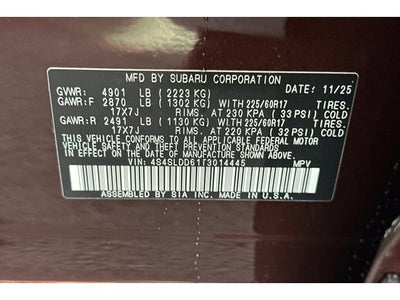 MFD BY SUBARU CORPORATION DATE 11/25
GVWR: 4901 LB (2223 KG)
GAWR:F 2870 LB (1302 KG) WITH 225/60R17 TIRES,
17X7J RIMS, AT 230 KPA (33 PSI) COLD
GAWR:R 2491 LB (1130 KG) WITH 225/60R17 TIRES,
17X7J RIMS, AT 220 KPA (32 PSI) COLD
THIS VEHICLE CONFORMS TO ALL APPLICABLE FEDERAL MOTOR
VEHICLE SAFETY AND THEFT PREVENTION STANDARDS IN EFFECT
ON THE DATE OF MANUFACTURE SHOWN ABOVE.
VIN: 4S4SLDD61T3014445 MPV
ASSEMBLED BY SIA INC. MADE IN U.S.A.